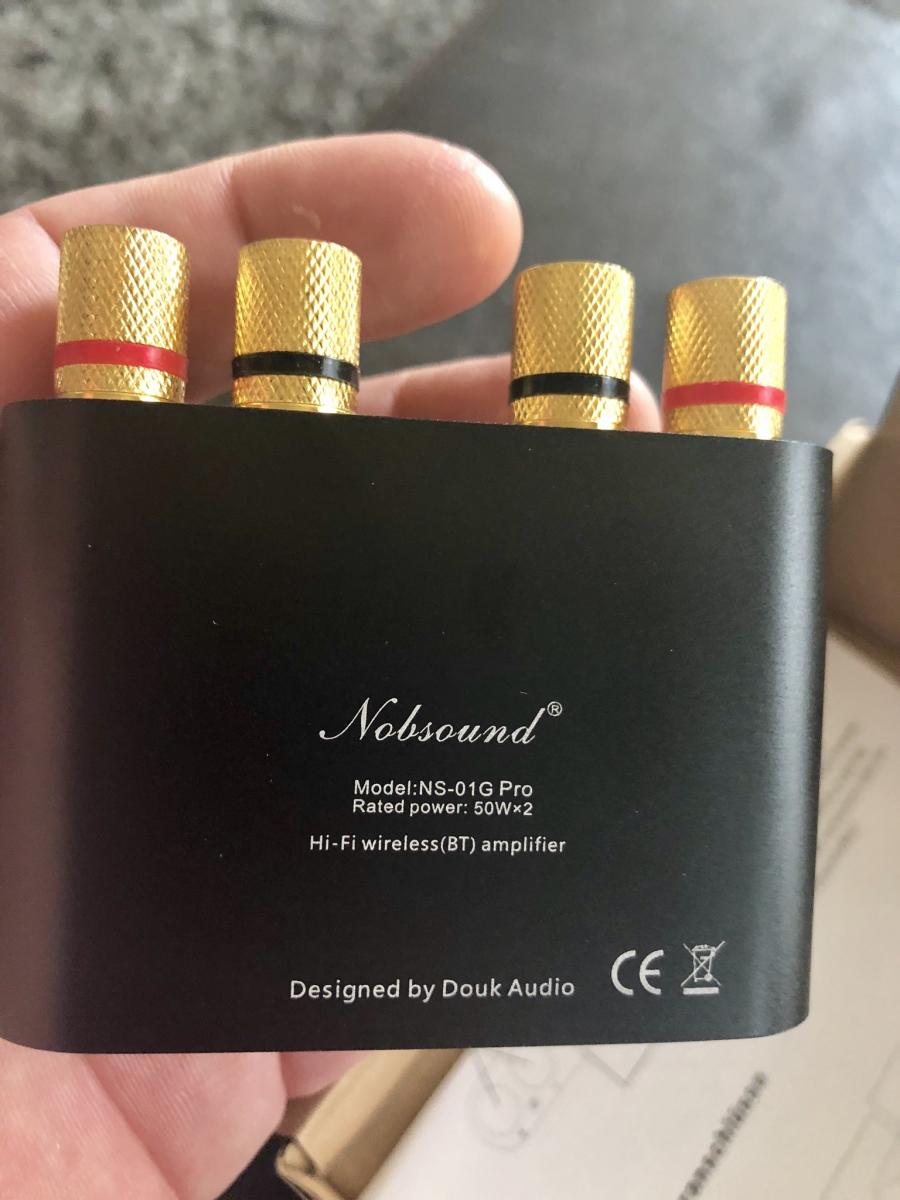 Nobsound®
Model:NS-01G Pro
Rated power: 50W×2
Hi-Fi wireless(BT) amplifier
Designed by Douk Audio
CE